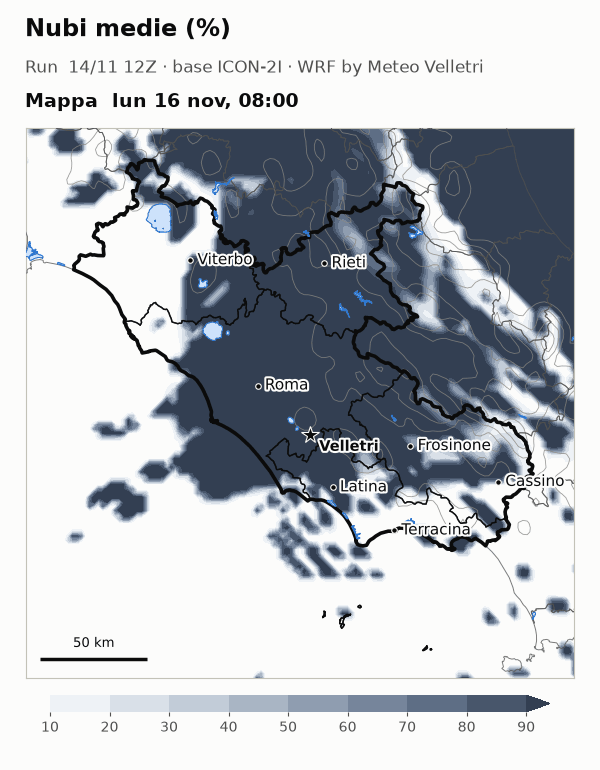 Nubi medie (%)
Run 14/11 12Z · base ICON-2I · WRF by Meteo Velletri
Mappa lun 16 nov, 08:00
Viterbo
Rieti
Roma
Velletri
Frosinone
Latina
Cassino
Terracina
50 km
10 20 30 40 50 60 70 80 90